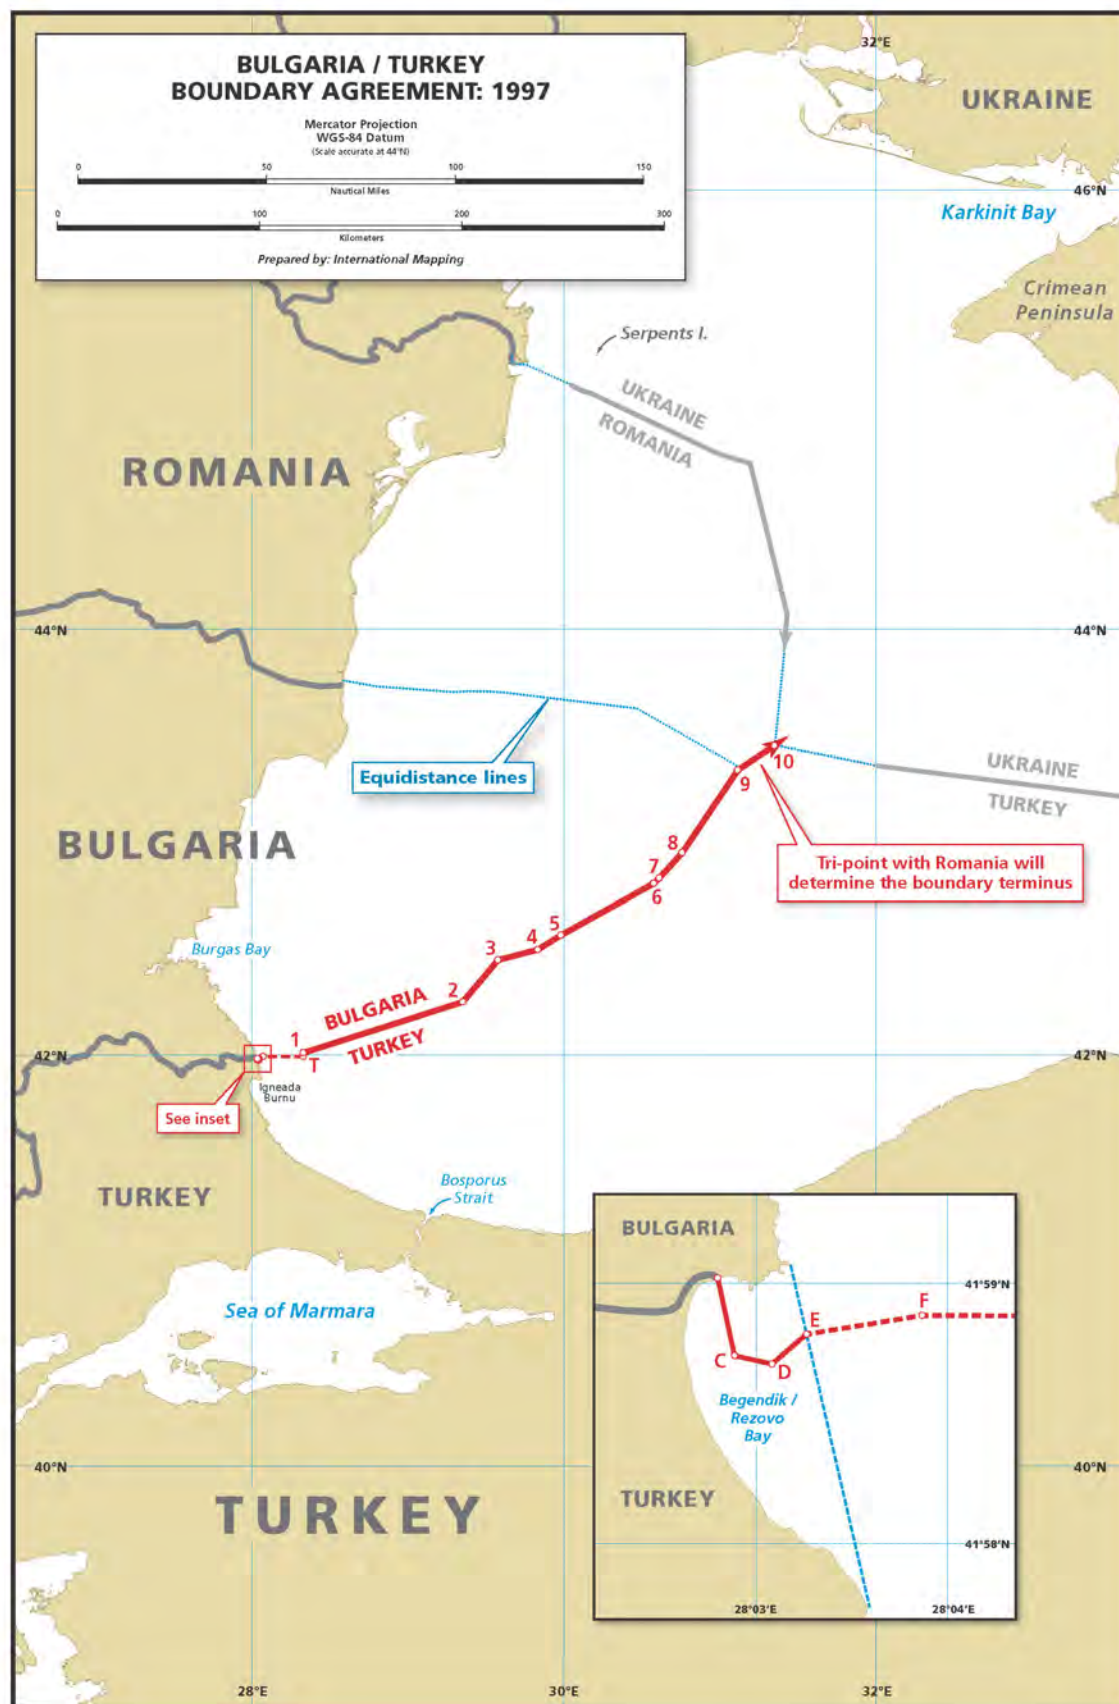 BULGARIA / TURKEY
BOUNDARY AGREEMENT: 1997
Mercator Projection
WGS-84 Datum
(Scale accurate at 44°N)
0 50 100 150
Nautical Miles
0 100 200 300
Kilometers
Prepared by: International Mapping
32°E
UKRAINE
46°N
Karkinit Bay
Crimean
Peninsula
Serpents I.
UKRAINE
ROMANIA
ROMANIA
44°N
44°N
Equidistance lines
10
9
UKRAINE
TURKEY
BULGARIA
8
7
6
Tri-point with Romania will
determine the boundary terminus
5
4
3
2
Burgas Bay
BULGARIA
TURKEY
1
T
42°N
42°N
Igneada
Burnu
See inset
TURKEY
Bosporus
Strait
Sea of Marmara
BULGARIA
41°59'N
F
E
C
D
Begendik /
Rezovo
Bay
TURKEY
41°58'N
28°03'E
28°04'E
40°N
40°N
TURKEY
28°E
30°E
32°E